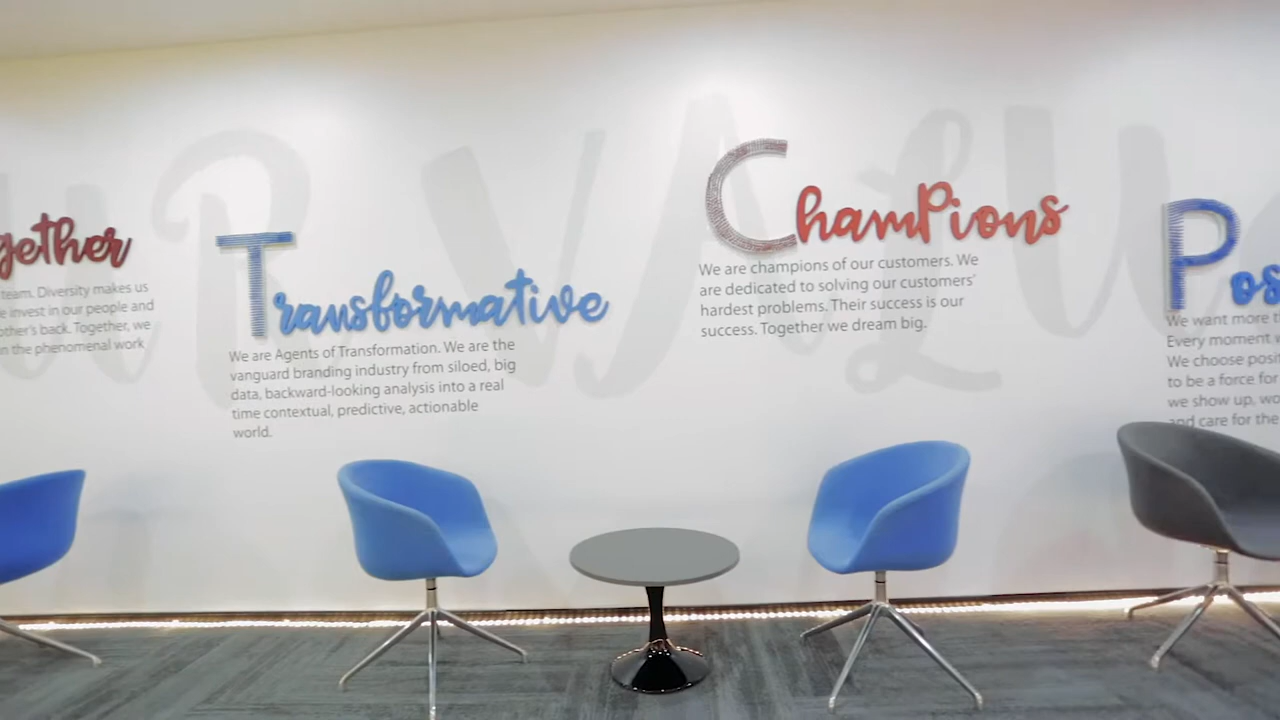 gether
team. Diversity makes us
e invest in our people and
other's back. Together, we
n the phenomenal work
Transformative
We are Agents of Transformation. We are the
vanguard branding industry from siloed, big
data, backward-looking analysis into a real
time contextual, predictive, actionable
world.
Champions
We are champions of our customers. We
are dedicated to solving our customers'
hardest problems. Their success is our
success. Together we dream big.
Pos
We want more t
Every moment w
We choose posi
to be a force for
we show up, wo
and care for the
UR VALU